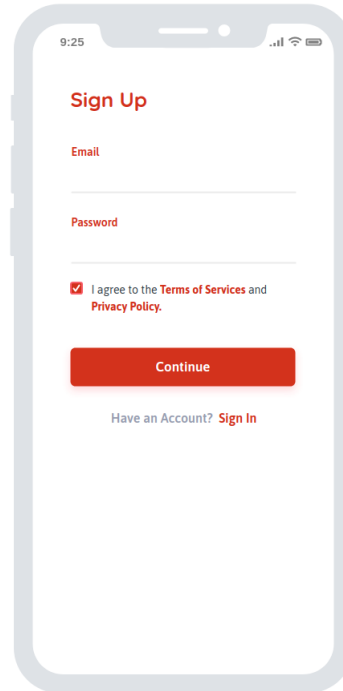 9:25
Sign Up
Email
Password
I agree to the Terms of Services and
Privacy Policy.
Continue
Have an Account? Sign In